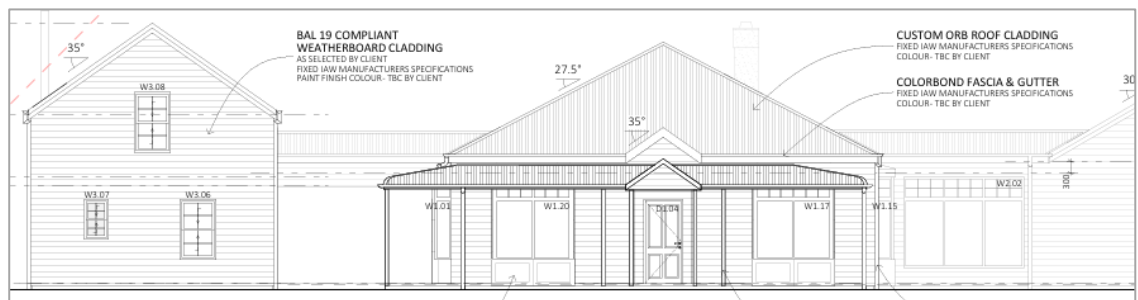 BAL 19 COMPLIANT
WEATHERBOARD CLADDING
AS SELECTED BY CLIENT
FIXED IAW MANUFACTURERS SPECIFICATIONS
PAINT FINISH COLOUR- TBC BY CLIENT
CUSTOM ORB ROOF CLADDING
FIXED IAW MANUFACTURERS SPECIFICATIONS
COLOUR- TBC BY CLIENT
COLORBOND FASCIA & GUTTER
FIXED IAW MANUFACTURERS SPECIFICATIONS
COLOUR- TBC BY CLIENT
35°
27.5°
35°
30
W3.08
W3.07
W3.06
W1.01
W1.20
D1.04
W1.17
W1.15
W2.02
300